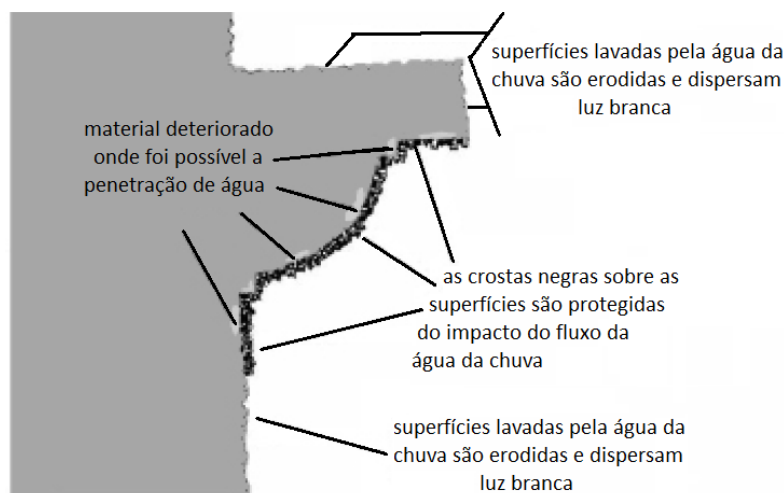 superfícies lavadas pela água da
chuva são erodidas e dispersam
luz branca
material deteriorado
onde foi possível a
penetração de água
as crostas negras sobre as
superfícies são protegidas
do impacto do fluxo da
água da chuva
superfícies lavadas pela água da
chuva são erodidas e dispersam
luz branca